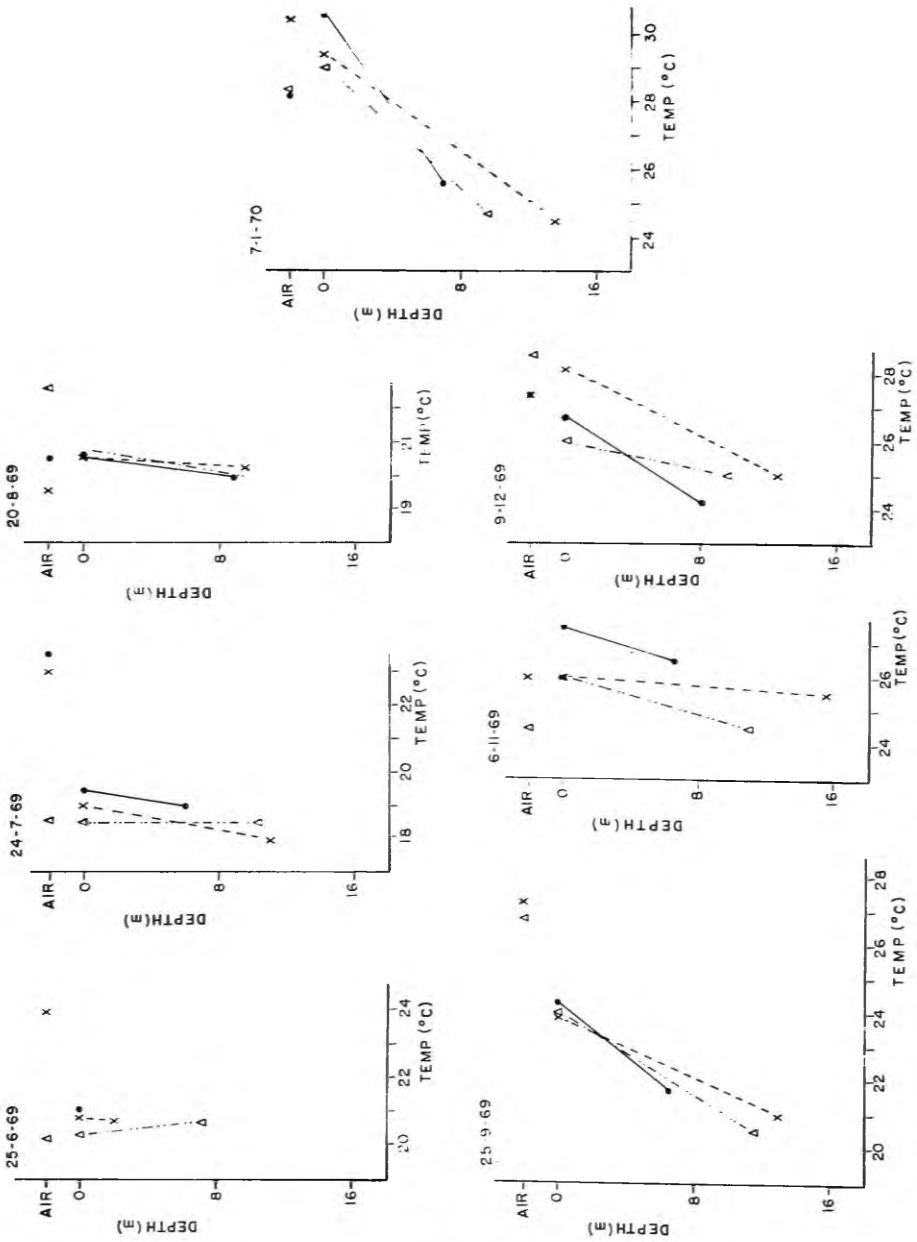 25-6-69
AIR
0
8
16
DEPTH(m)
20
22
24
TEMP (°C)
24-7-69
AIR
0
8
16
DEPTH(m)
18
19
20
22
TEMP (°C)
20-8-69
AIR
0
8
16
DEPTH(m)
19
21
TEMP (°C)
25-9-69
AIR
0
8
16
DEPTH(m)
20
22
24
26
28
TEMP (°C)
6-11-69
AIR
0
8
16
DEPTH(m)
24
26
TEMP (°C)
9-12-69
AIR
0
8
16
DEPTH(m)
24
26
28
TEMP (°C)
7-1-70
AIR
0
8
16
DEPTH(m)
24
26
28
30
TEMP (°C)